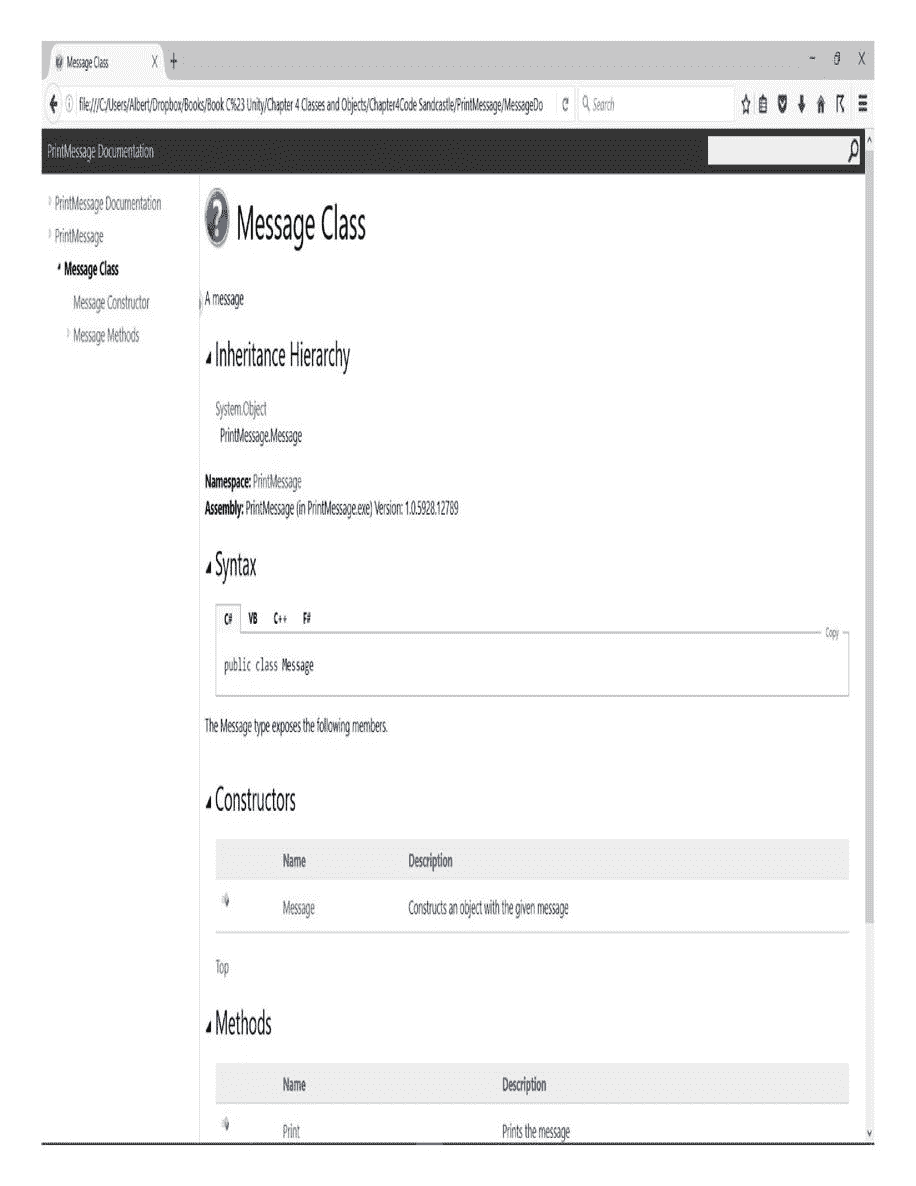 Message Class X +
file:///C:/Users/Albert/Dropbox/Books/Book C%23 Unity/Chapter 4 Classes and Objects/Chapter4Code Sandcastle/PrintMessage/MessageDo
Search
PrintMessage Documentation
PrintMessage Documentation
PrintMessage
Message Class
Message Constructor
Message Methods
Message Class
A message
Inheritance Hierarchy
System.Object
PrintMessage.Message
Namespace: PrintMessage
Assembly: PrintMessage (in PrintMessage.exe) Version: 1.0.5928.12789
Syntax
C# VB C++ F#
Copy
public class Message
The Message type exposes the following members.
Constructors
Name Description
Message Constructs an object with the given message
Top
Methods
Name Description
Print Prints the message